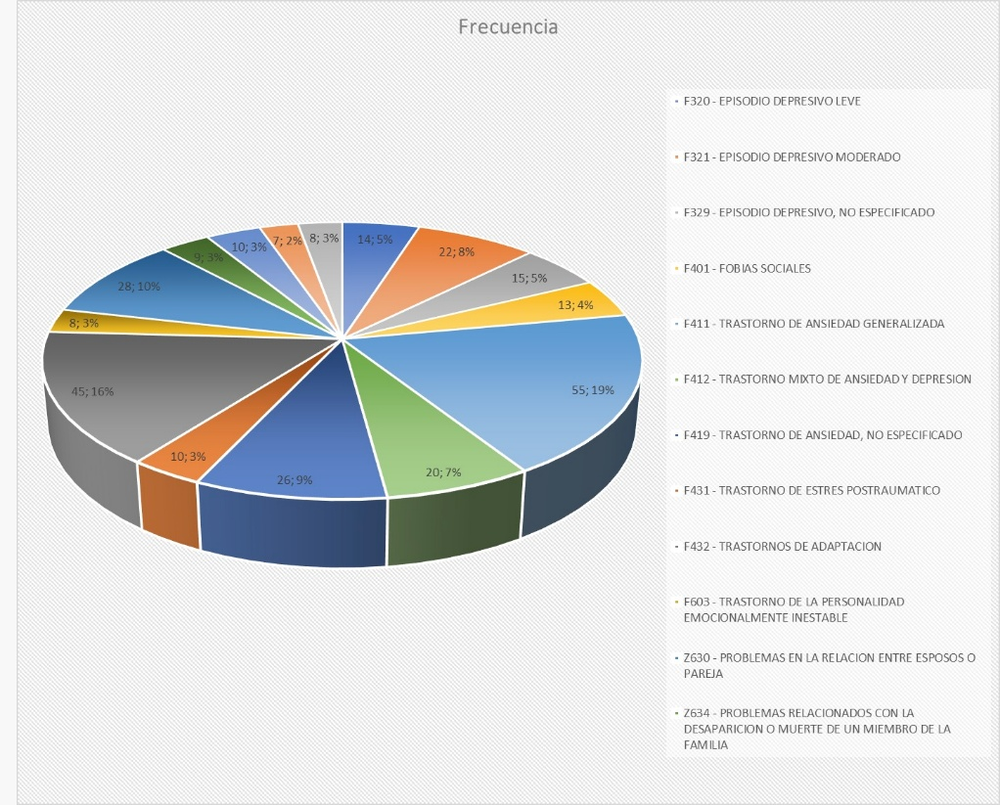 Frecuencia
14; 5%
22; 8%
15; 5%
13; 4%
55; 19%
20; 7%
26; 9%
10; 3%
45; 16%
8; 3%
28; 10%
9; 3%
10; 3%
7; 2%
8; 3%
F320 - EPISODIO DEPRESIVO LEVE
F321 - EPISODIO DEPRESIVO MODERADO
F329 - EPISODIO DEPRESIVO, NO ESPECIFICADO
F401 - FOBIAS SOCIALES
F411 - TRASTORNO DE ANSIEDAD GENERALIZADA
F412 - TRASTORNO MIXTO DE ANSIEDAD Y DEPRESION
F419 - TRASTORNO DE ANSIEDAD, NO ESPECIFICADO
F431 - TRASTORNO DE ESTRES POSTRAUMATICO
F432 - TRASTORNOS DE ADAPTACION
F603 - TRASTORNO DE LA PERSONALIDAD
EMOCIONALMENTE INESTABLE
Z630 - PROBLEMAS EN LA RELACION ENTRE ESPOSOS O
PAREJA
Z634 - PROBLEMAS RELACIONADOS CON LA
DESAPARICION O MUERTE DE UN MIEMBRO DE LA
FAMILIA